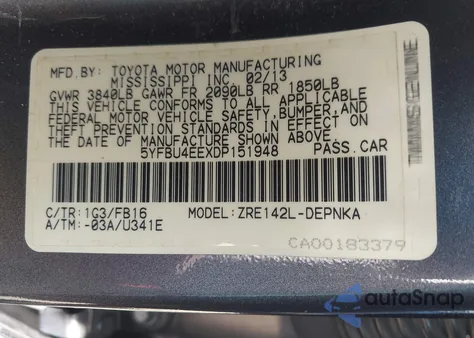 MFD.BY: TOYOTA MOTOR MANUFACTURING
MISSISSIPPI INC. 02/13
GVWR 3840LB GAWR FR 2090LB RR 1850LB
THIS VEHICLE CONFORMS TO ALL APPLICABLE
FEDERAL MOTOR VEHICLE SAFETY,BUMPER,AND
THEFT PREVENTION STANDARDS IN EFFECT ON
THE DATE OF MANUFACTURE SHOWN ABOVE.
5YFBU4EEXDP151948 PASS.CAR
C/TR:1G3/FB16 MODEL:ZRE142L-DEPNKA
A/TM:-03A/U341E
CA00183379
autoSnap